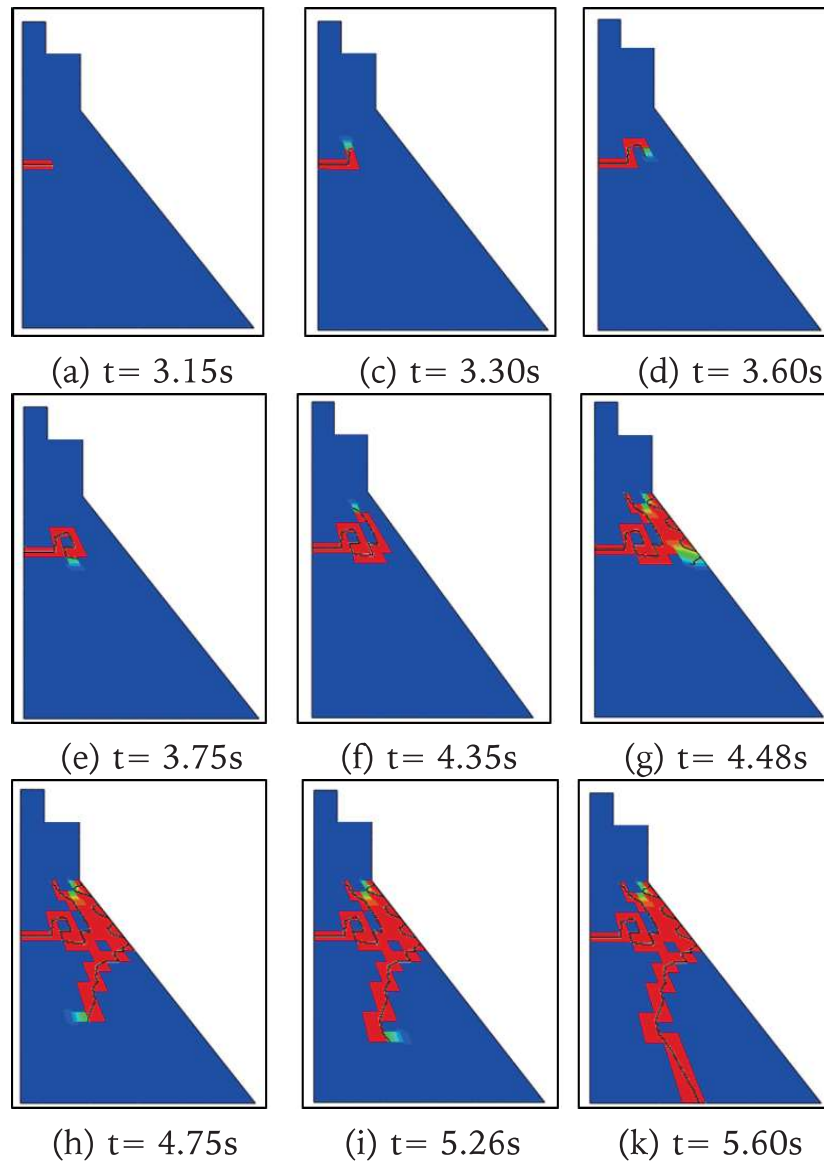 (a) t= 3.15s
(c) t= 3.30s
(d) t= 3.60s
(e) t= 3.75s
(f) t= 4.35s
(g) t= 4.48s
(h) t= 4.75s
(i) t= 5.26s
(k) t= 5.60s